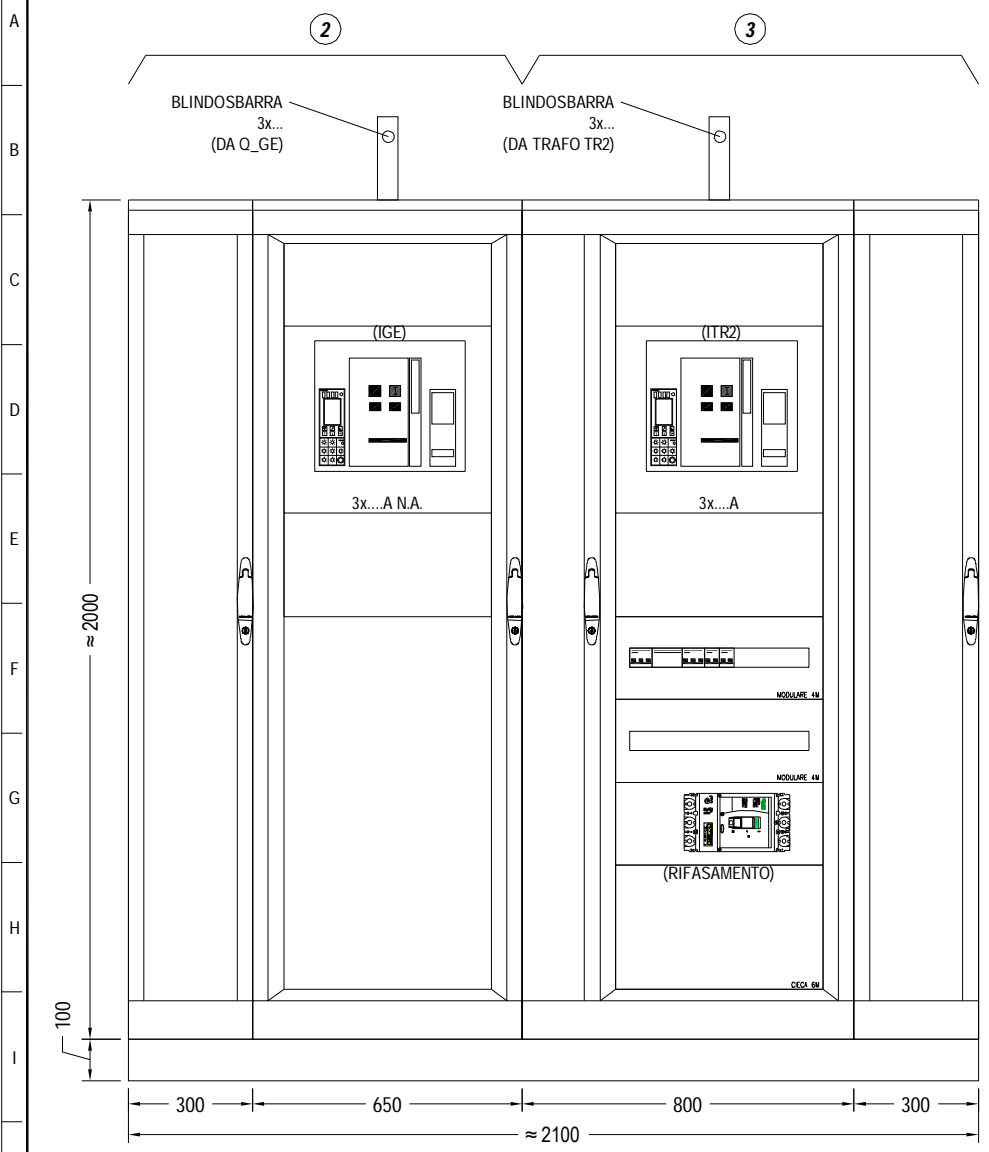 A
B
C
D
E
F
G
H
I
2
3
BLINDOSBARRA
3x...
(DA Q_GE)
BLINDOSBARRA
3x...
(DA TRAFO TR2)
(IGE)
(ITR2)
3x....A N.A.
3x....A
MODULARE 4M
MODULARE 4M
(RIFASAMENTO)
CIECA 6M
≈ 2000
100
300
650
800
300
≈ 2100